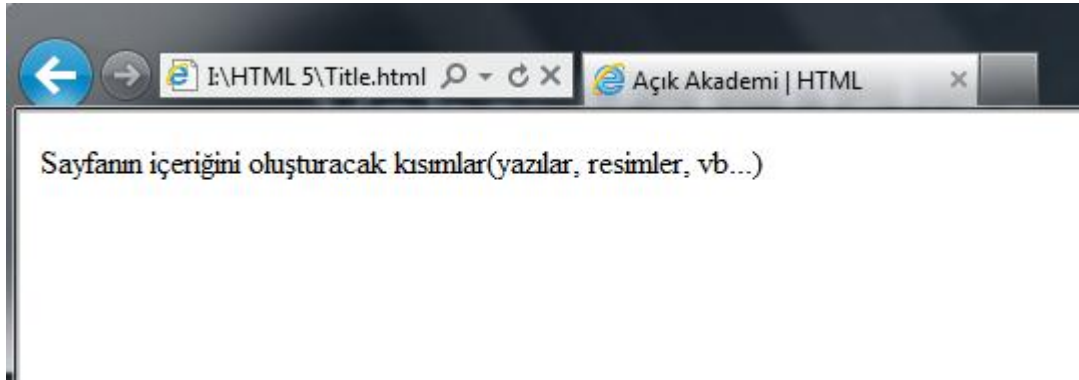 I:\HTML 5\Title.html
Açık Akademi | HTML
Sayfanın içeriğini oluşturacak kısımlar(yazılar, resimler, vb...)